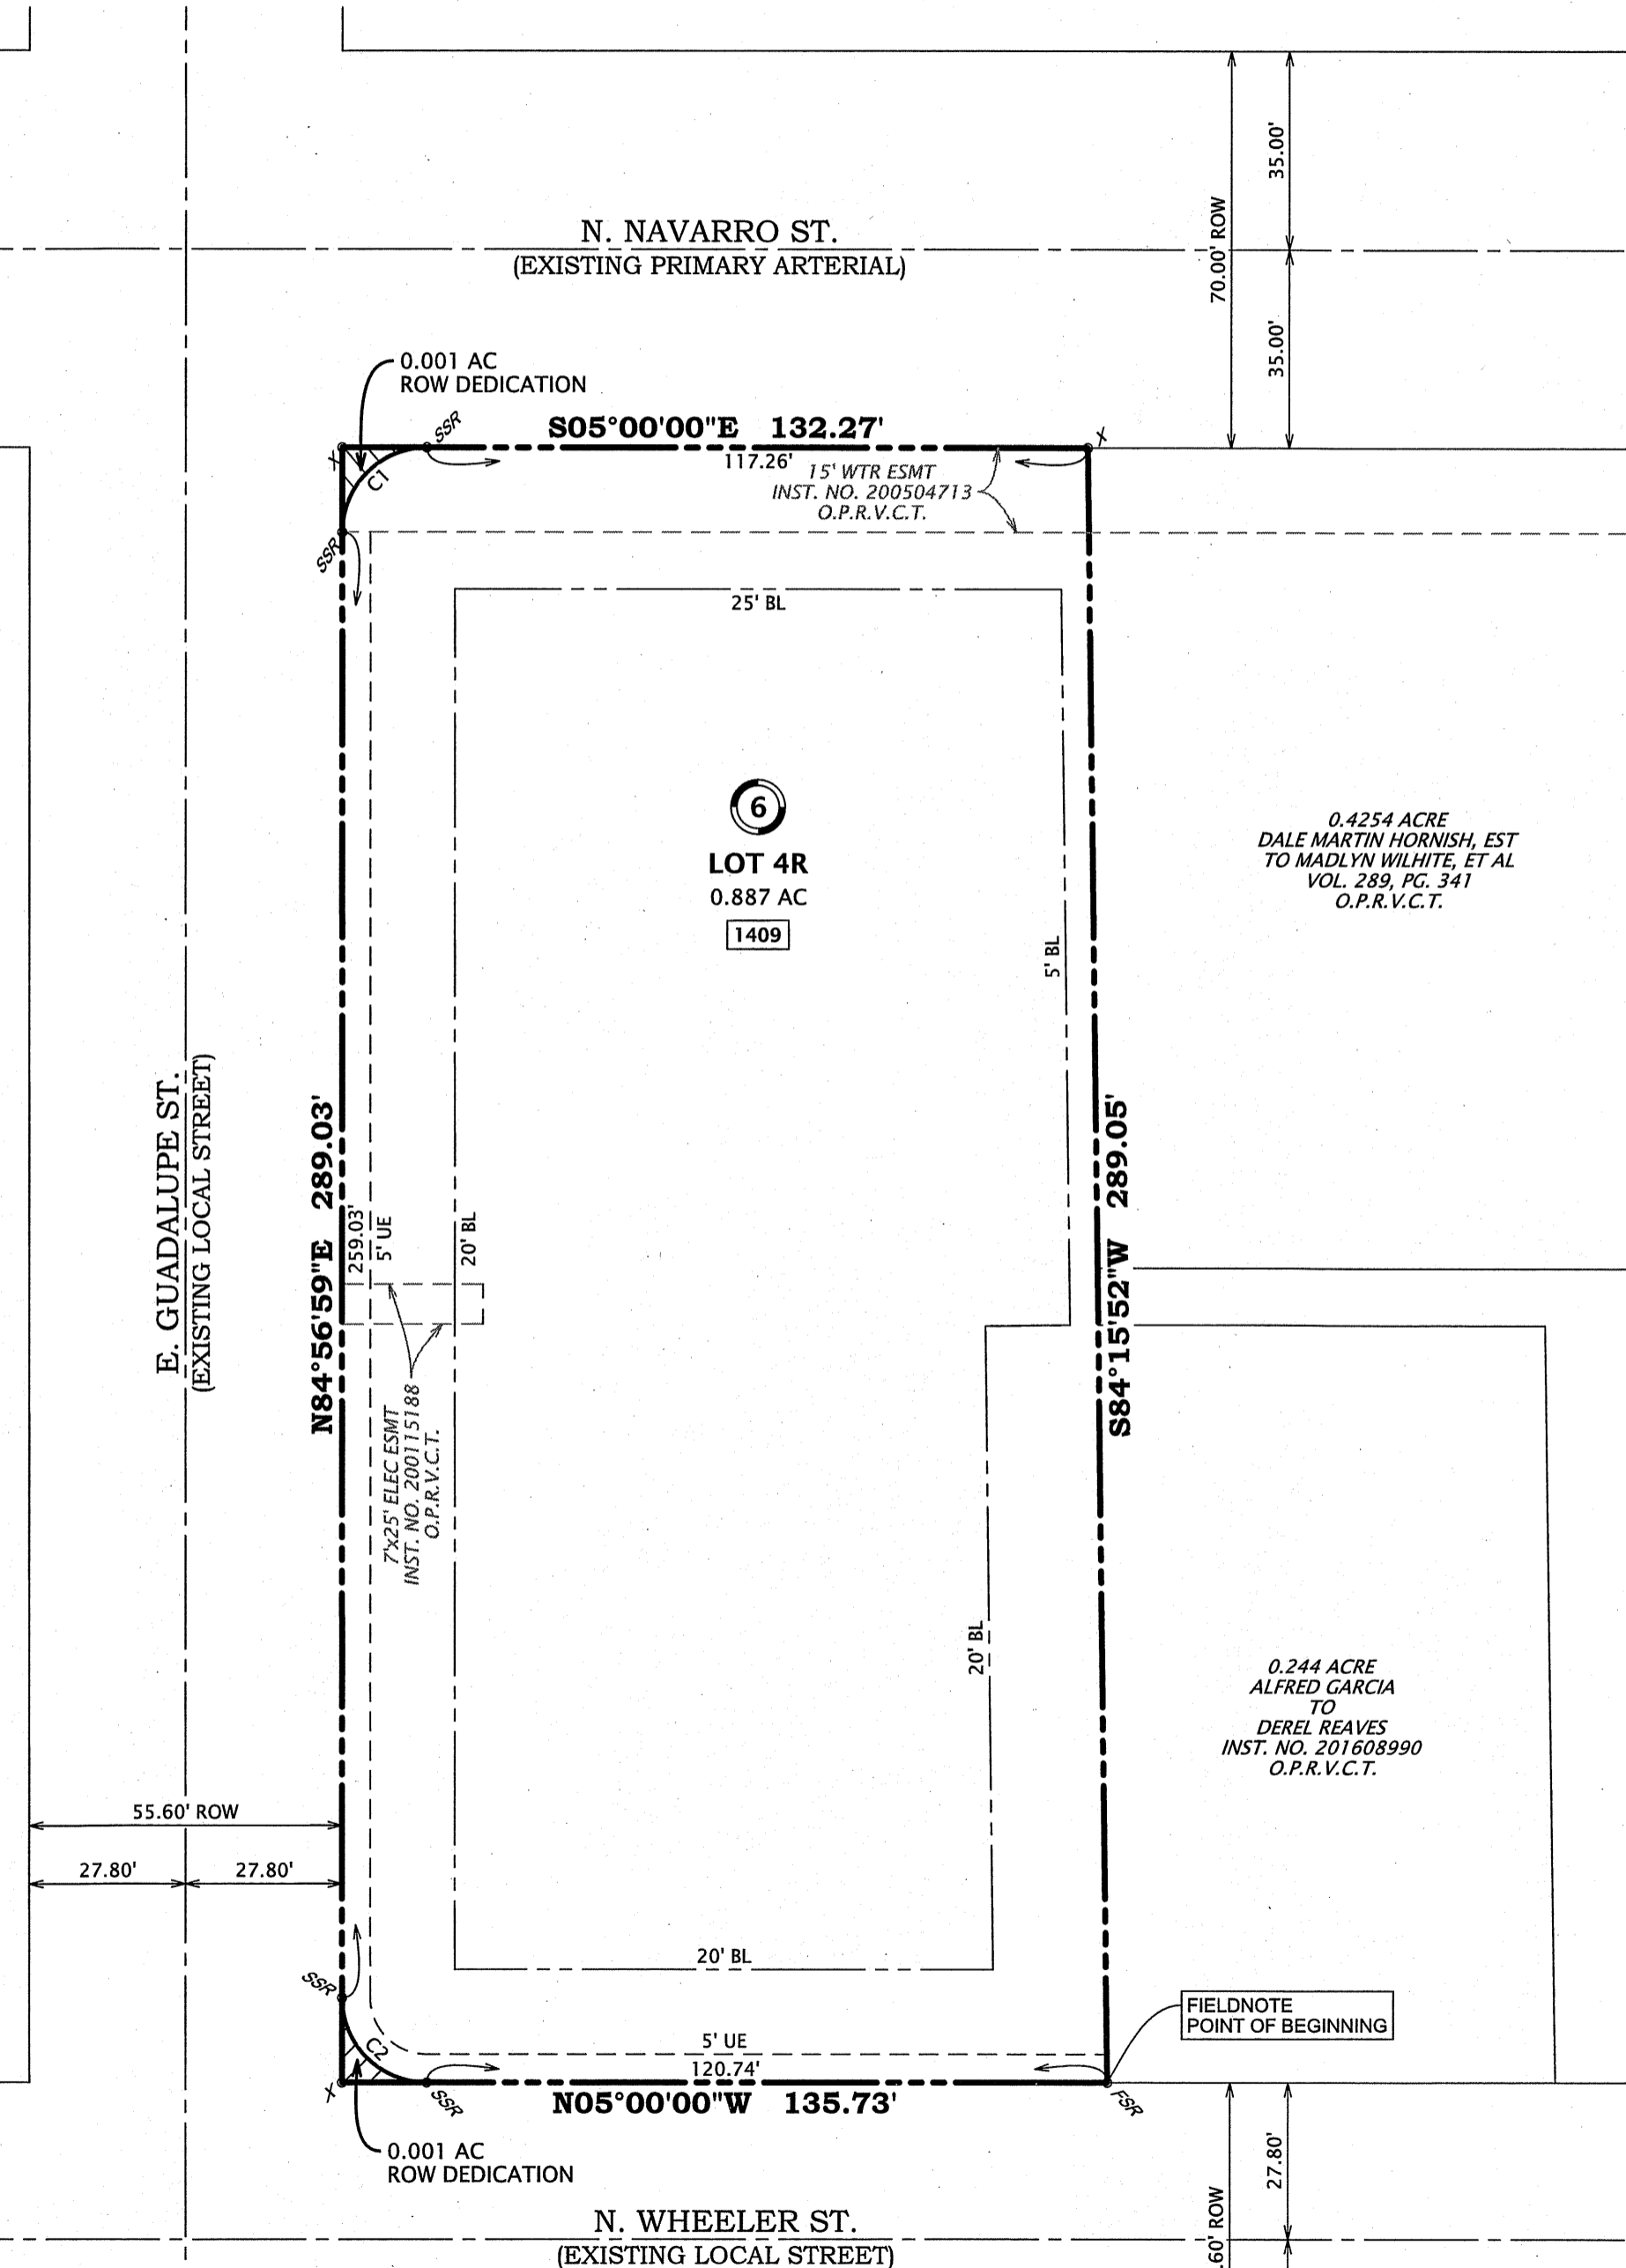 35.00'
70.00' ROW
35.00'
N. NAVARRO ST.
(EXISTING PRIMARY ARTERIAL)
0.001 AC
ROW DEDICATION
SSR
S05°00'00"E 132.27'
X
X
117.26'
C1
15' WTR ESMT
INST. NO. 200504713
O.P.R.V.C.T.
SSR
25' BL
6
LOT 4R
0.887 AC
1409
0.4254 ACRE
DALE MARTIN HORNISH, EST
TO MADLYN WILHITE, ET AL
VOL. 289, PG. 341
O.P.R.V.C.T.
5' BL
E. GUADALUPE ST.
(EXISTING LOCAL STREET)
N84°56'59"E 289.03'
259.03'
5' UE
20' BL
S84°15'52"W 289.05'
7'x25' ELEC ESMT
INST. NO. 200115188
O.P.R.V.C.T.
20' BL
0.244 ACRE
ALFRED GARCIA
TO
DEREL REAVES
INST. NO. 201608990
O.P.R.V.C.T.
55.60' ROW
27.80'
27.80'
20' BL
SSR
FIELDNOTE
POINT OF BEGINNING
C2
5' UE
120.74'
X
SSR
N05°00'00"W 135.73'
FSR
0.001 AC
ROW DEDICATION
27.80'
.60' ROW
N. WHEELER ST.
(EXISTING LOCAL STREET)